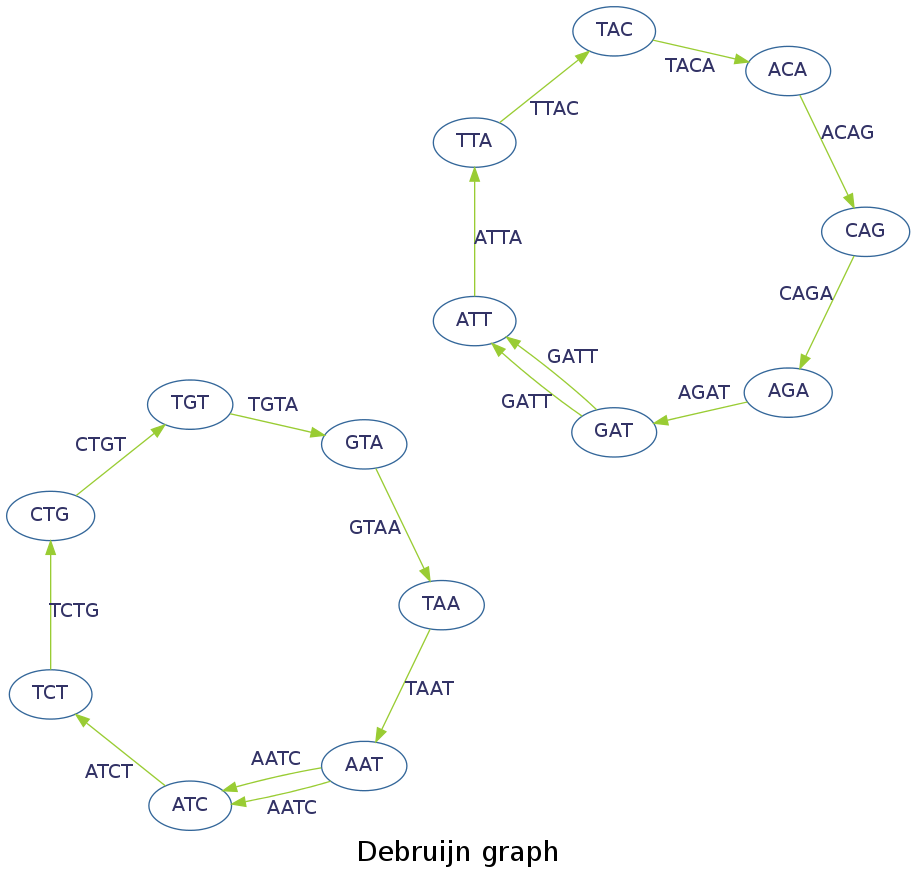 TAC
TACA
ACA
TTAC
ACAG
TTA
CAG
ATTA
CAGA
ATT
GATT
GATT
AGAT
AGA
GAT
TGT
TGTA
GTA
CTGT
CTG
GTAA
TAA
TCTG
TAAT
TCT
AATC
AAT
ATCT
ATC
AATC
Debruijn graph